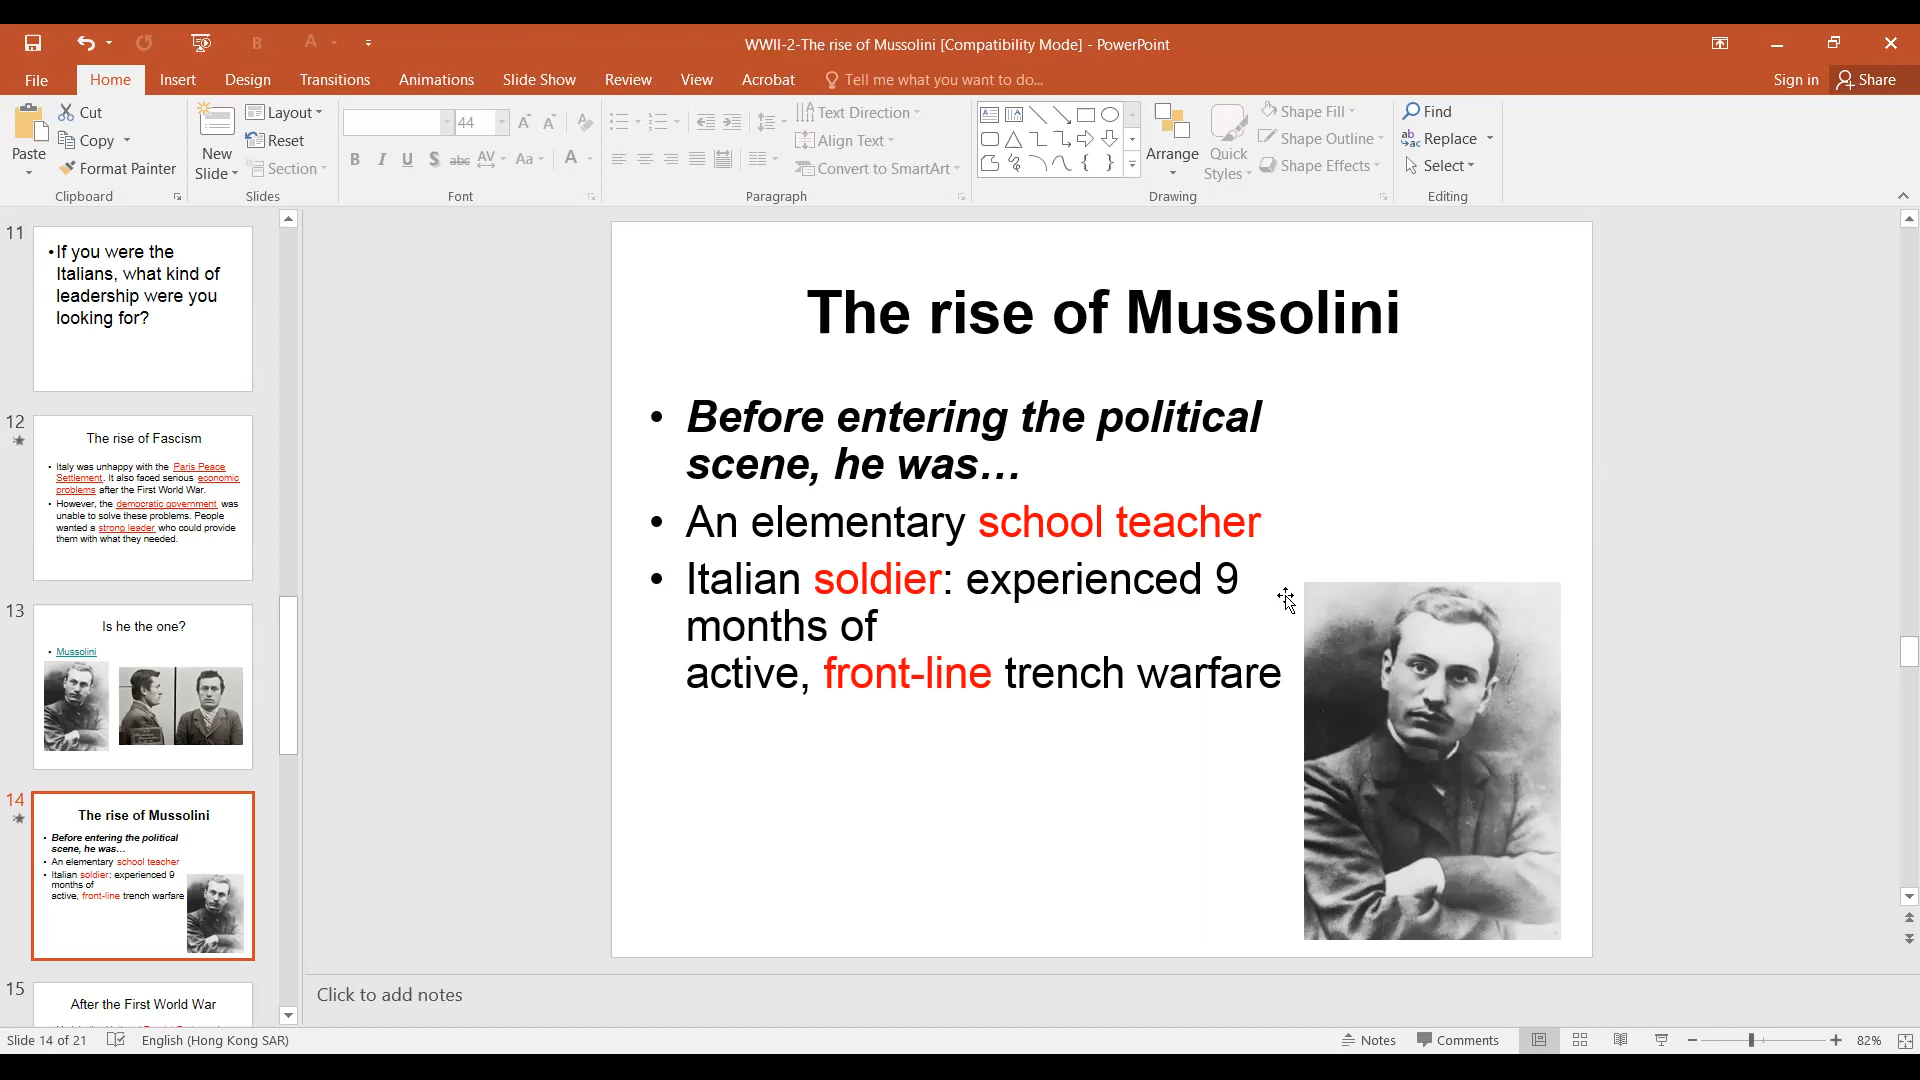 WWII-2-The rise of Mussolini [Compatibility Mode] - PowerPoint
File Home Insert Design Transitions Animations Slide Show Review View Acrobat Tell me what you want to do... Sign in Share
Paste
Cut
Copy
Format Painter
Clipboard
New
Slide
Layout
Reset
Section
Slides
44
B I U S abc AV Aa A
Font
Text Direction
Align Text
Convert to SmartArt
Paragraph
Arrange
Quick
Styles
Shape Fill
Shape Outline
Shape Effects
Drawing
Find
Replace
Select
Editing
11
•If you were the
Italians, what kind of
leadership were you
looking for?
12
The rise of Fascism
• Italy was unhappy with the Paris Peace
Settlement. It also faced serious economic
problems after the First World War.
• However, the democratic government was
unable to solve these problems. People
wanted a strong leader who could provide
them with what they needed.
13
Is he the one?
• Mussolini
14
The rise of Mussolini
• Before entering the political
scene, he was...
• An elementary school teacher
• Italian soldier: experienced 9
months of
active, front-line trench warfare
15
After the First World War
The rise of Mussolini
• Before entering the political
scene, he was...
• An elementary school teacher
• Italian soldier: experienced 9
months of
active, front-line trench warfare
Click to add notes
Slide 14 of 21 English (Hong Kong SAR) Notes Comments 82%